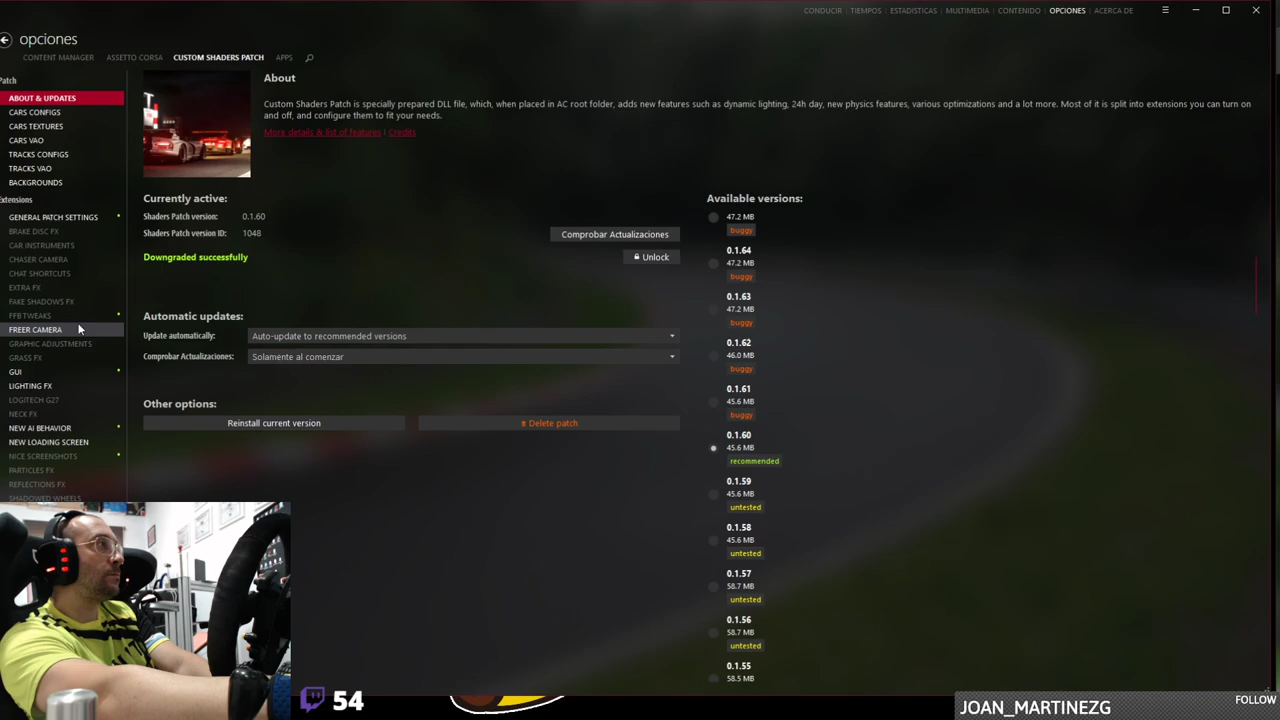 CONDUCIR | TIEMPOS | ESTADISTICAS | MULTIMEDIA | CONTENIDO | OPCIONES | ACERCA DE
opciones
CONTENT MANAGER ASSETTO CORSA CUSTOM SHADERS PATCH APPS
Patch
ABOUT & UPDATES
CARS CONFIGS
CARS TEXTURES
CARS VAO
TRACKS CONFIGS
TRACKS VAO
BACKGROUNDS
Extensions
GENERAL PATCH SETTINGS
BRAKE DISC FX
CAR INSTRUMENTS
CHASER CAMERA
CHAT SHORTCUTS
EXTRA FX
FAKE SHADOWS FX
FFB TWEAKS
FREER CAMERA
GRAPHIC ADJUSTMENTS
GRASS FX
GUI
LIGHTING FX
LOGITECH G27
NECK FX
NEW AI BEHAVIOR
NEW LOADING SCREEN
NICE SCREENSHOTS
PARTICLES FX
REFLECTIONS FX
SHADOWED WHEELS
About
Custom Shaders Patch is specially prepared DLL file, which, when placed in AC root folder, adds new features such as dynamic lighting, 24h day, new physics features, various optimizations and a lot more. Most of it is split into extensions you can turn on
and off, and configure them to fit your needs.
More details & list of features | Credits
Currently active:
Shaders Patch version: 0.1.60
Shaders Patch version ID: 1048
Downgraded successfully
Comprobar Actualizaciones
Unlock
Automatic updates:
Update automatically: Auto-update to recommended versions
Comprobar Actualizaciones: Solamente al comenzar
Other options:
Reinstall current version
Delete patch
Available versions:
47.2 MB
buggy
0.1.64
47.2 MB
buggy
0.1.63
47.2 MB
buggy
0.1.62
46.0 MB
buggy
0.1.61
45.6 MB
buggy
0.1.60
45.6 MB
recommended
0.1.59
45.6 MB
untested
0.1.58
45.6 MB
untested
0.1.57
58.7 MB
untested
0.1.56
58.7 MB
untested
0.1.55
58.5 MB
54
JOAN_MARTINEZG
FOLLOW